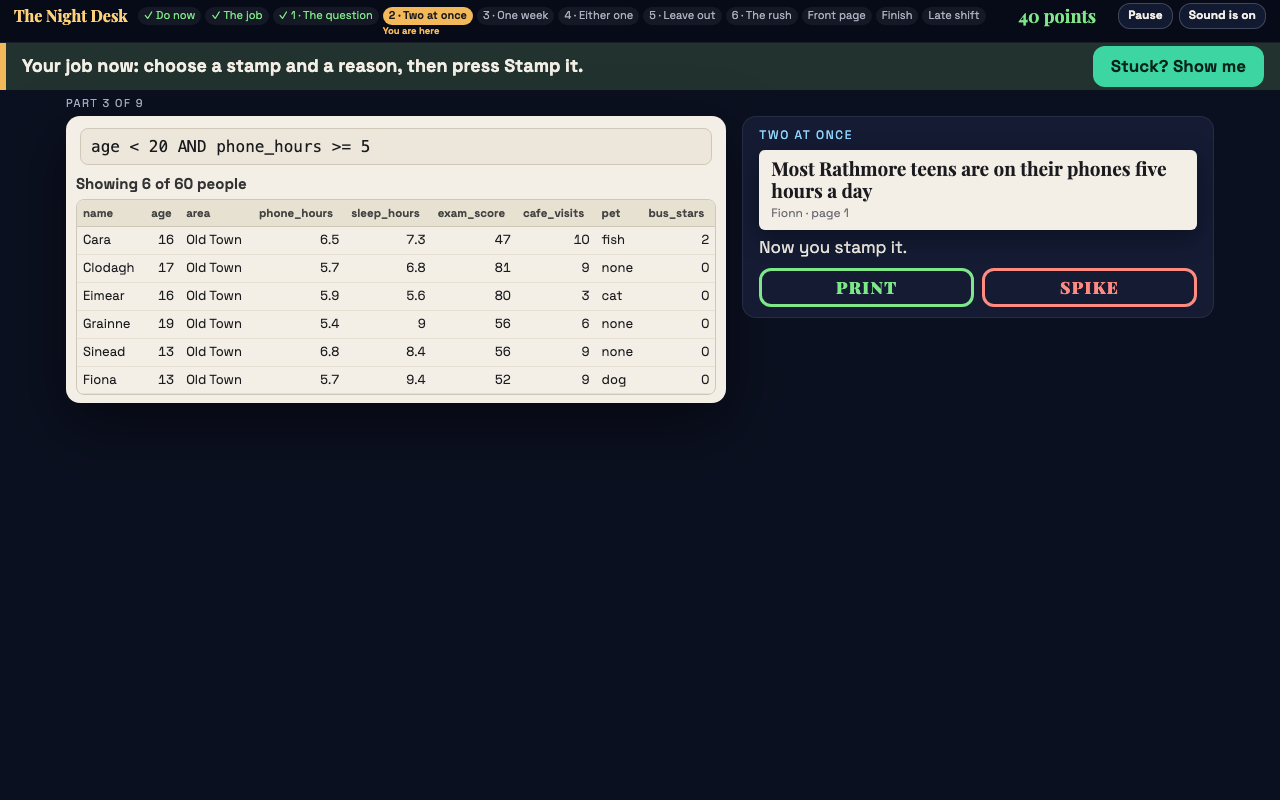 The Night Desk
✓ Do now
✓ The job
✓ 1 · The question
2 · Two at once
3 · One week
4 · Either one
5 · Leave out
6 · The rush
Front page
Finish
Late shift
40 points
Pause
Sound is on
You are here
Your job now: choose a stamp and a reason, then press Stamp it.
Stuck? Show me
PART 3 OF 9
age < 20 AND phone_hours >= 5
Showing 6 of 60 people
name age area phone_hours sleep_hours exam_score cafe_visits pet bus_stars
Cara 16 Old Town 6.5 7.3 47 10 fish 2
Clodagh 17 Old Town 5.7 6.8 81 9 none 0
Eimear 16 Old Town 5.9 5.6 80 3 cat 0
Grainne 19 Old Town 5.4 9 56 6 none 0
Sinead 13 Old Town 6.8 8.4 56 9 none 0
Fiona 13 Old Town 5.7 9.4 52 9 dog 0
TWO AT ONCE
Most Rathmore teens are on their phones five
hours a day
Fionn · page 1
Now you stamp it.
PRINT
SPIKE